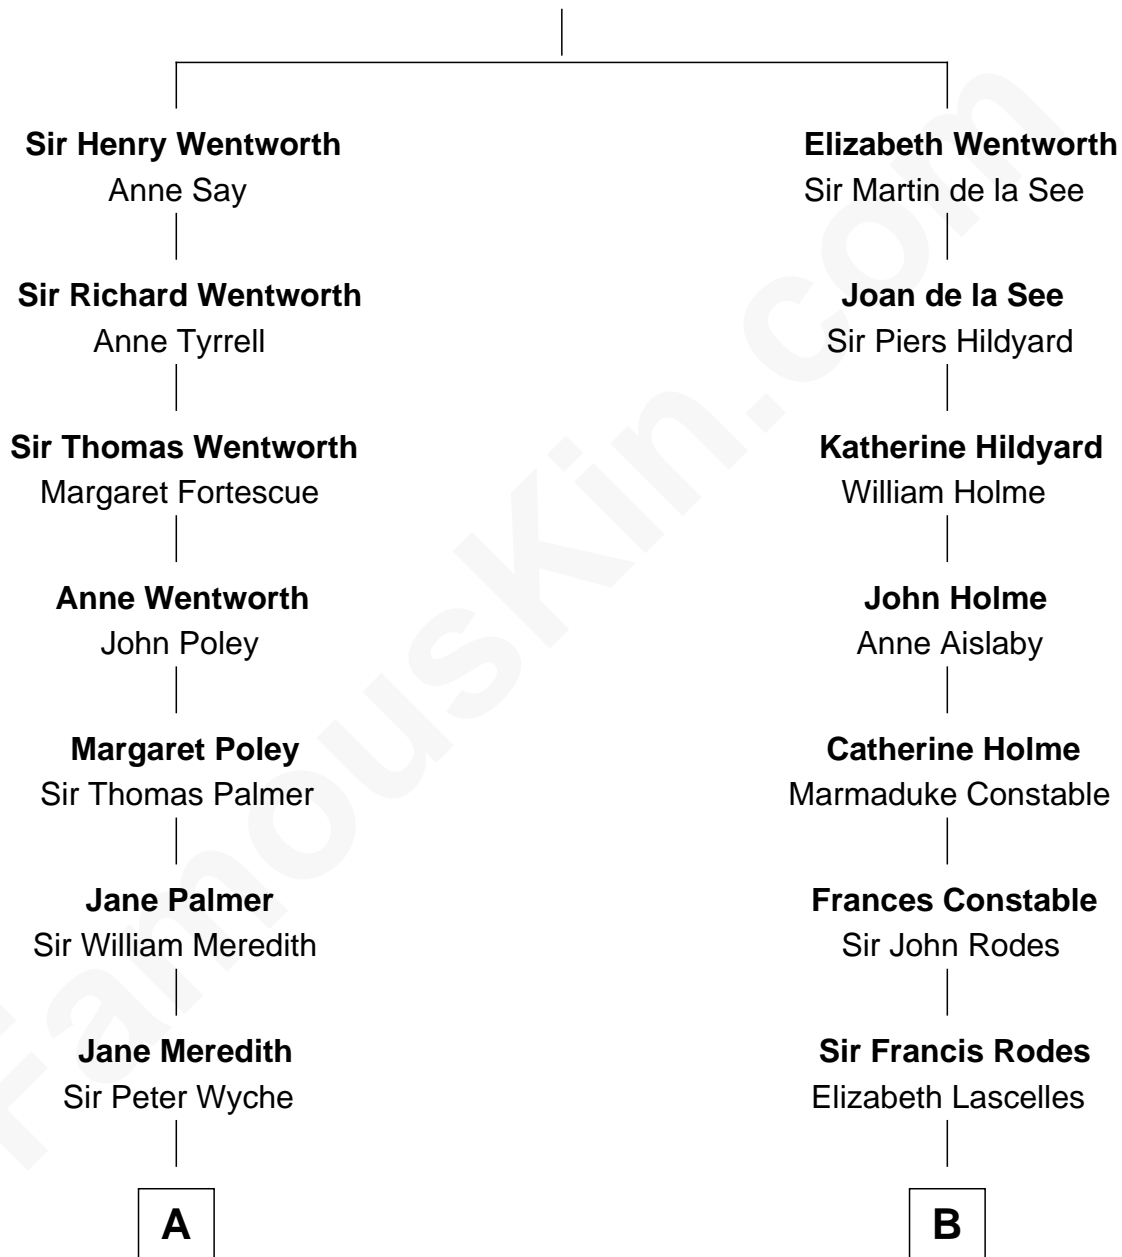 Sir Henry Wentworth
Anne Say
Sir Richard Wentworth
Anne Tyrrell
Sir Thomas Wentworth
Margaret Fortescue
Anne Wentworth
John Poley
Margaret Poley
Sir Thomas Palmer
Jane Palmer
Sir William Meredith
Jane Meredith
Sir Peter Wyche
A
Elizabeth Wentworth
Sir Martin de la See
Joan de la See
Sir Piers Hildyard
Katherine Hildyard
William Holme
John Holme
Anne Aislaby
Catherine Holme
Marmaduke Constable
Frances Constable
Sir John Rodes
Sir Francis Rodes
Elizabeth Lascelles
B
FamousKin.com